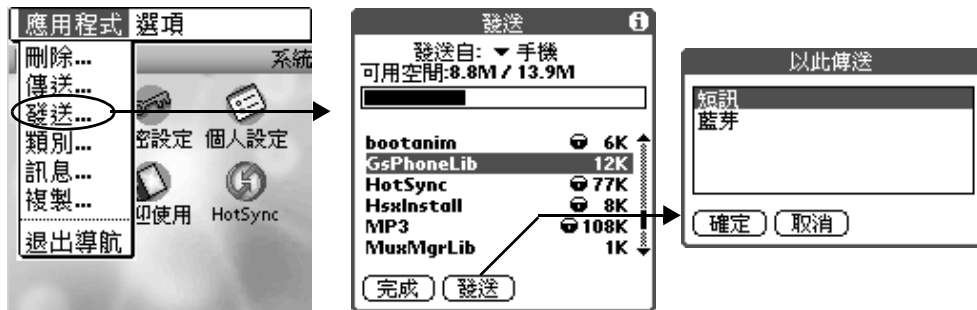 應用程式 選項
刪除...
傳送...
發送...
類別...
訊息...
複製...
退出導航
系統
密設定 個人設定
使用 HotSync
發送
發送自: 手機
可用空間:8.8M / 13.9M
bootanim 6K
GsPhoneLib 12K
HotSync 77K
HsxInstall 8K
MP3 108K
MuxMgrLib 1K
完成 發送
以此傳送
短訊
藍芽
確定 取消